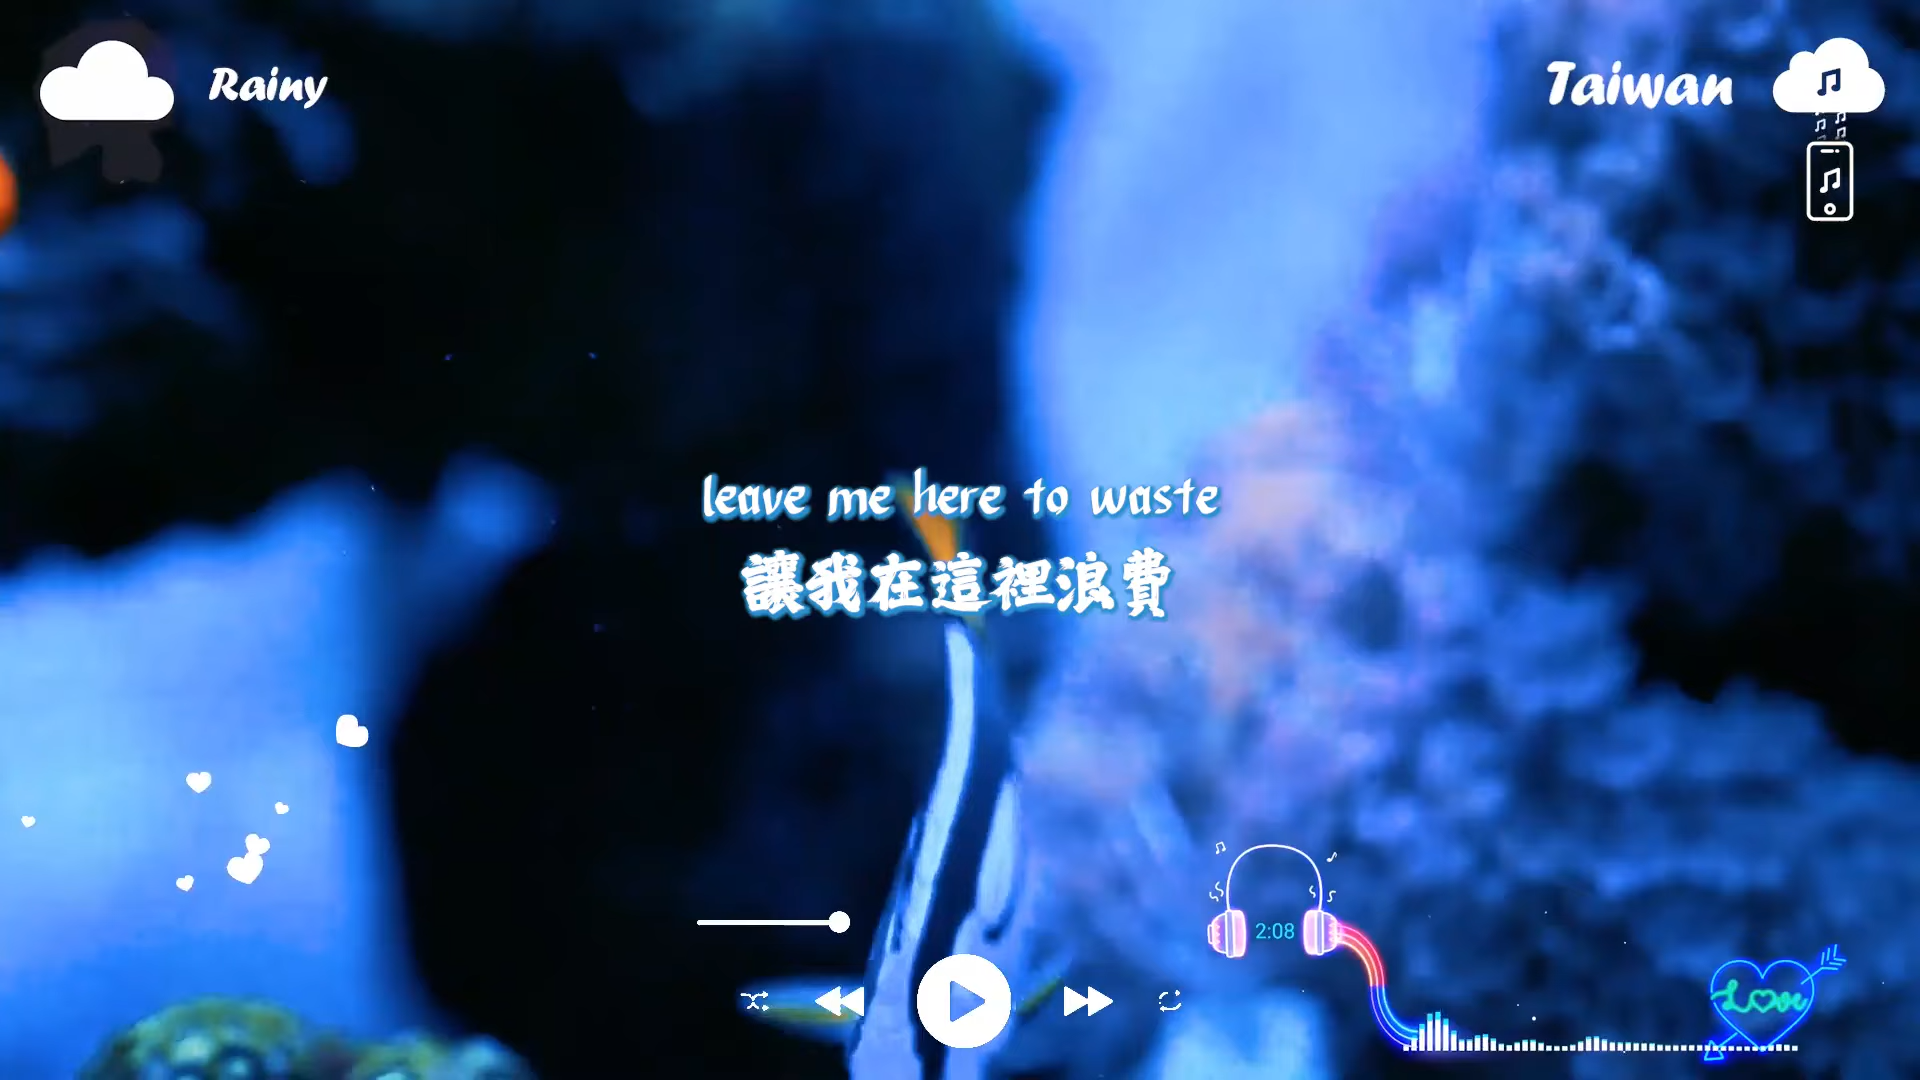 Rainy
Taiwan
leave me here to waste
讓我在這裡浪費
2:08
Love